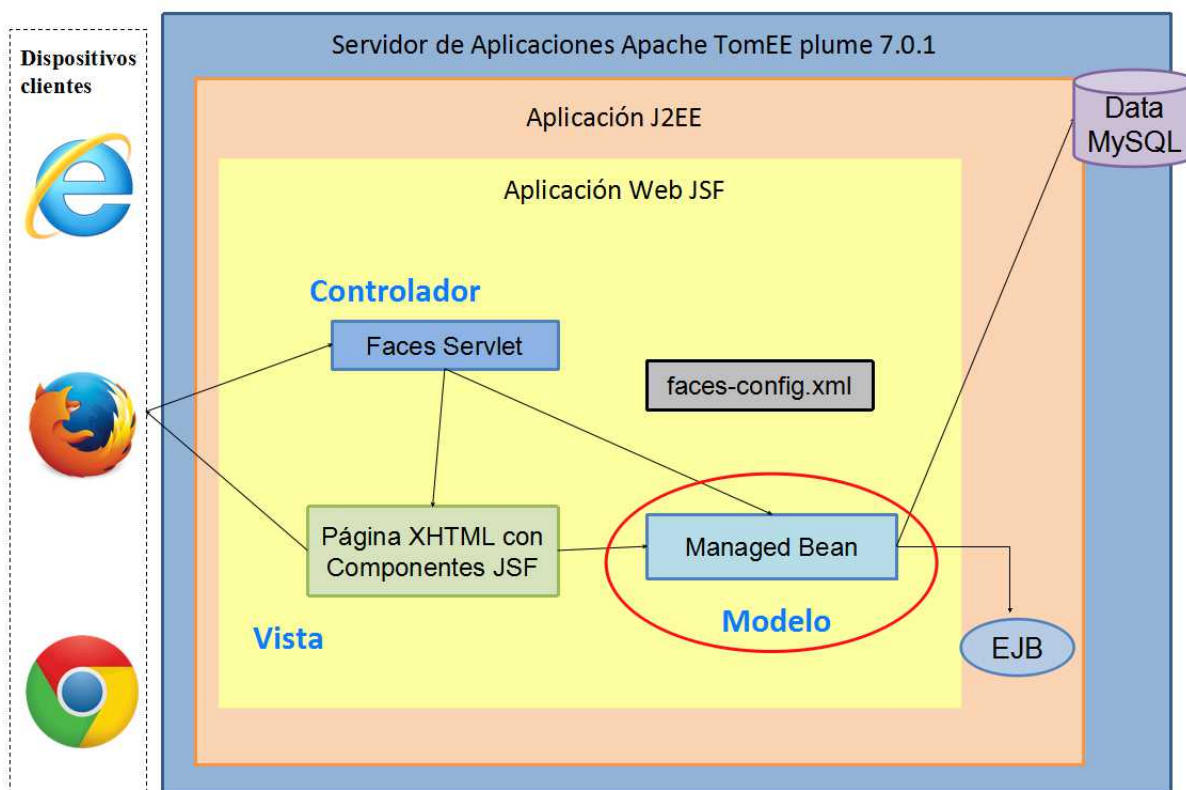 Servidor de Aplicaciones Apache TomEE plume 7.0.1
Dispositivos
clientes
Aplicación J2EE
Data
MySQL
Aplicación Web JSF
Controlador
Faces Servlet
faces-config.xml
Página XHTML con
Componentes JSF
Managed Bean
Vista
Modelo
EJB